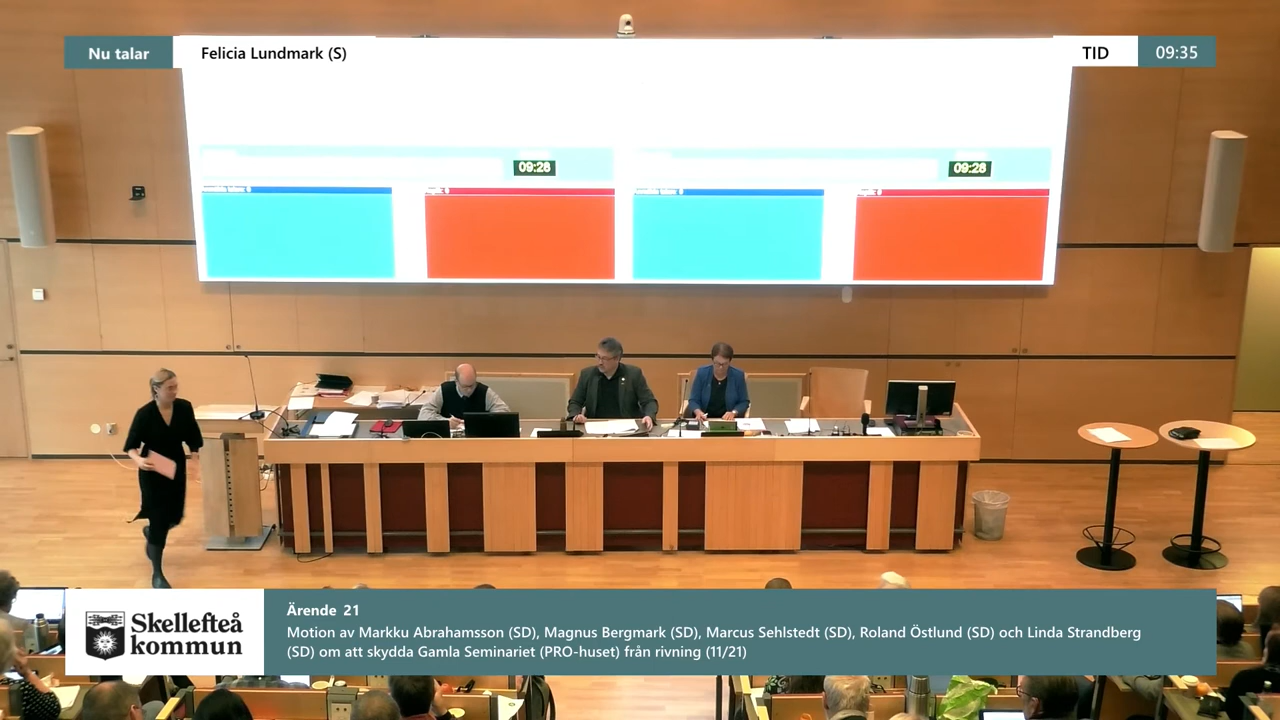 Nu talar
Felicia Lundmark (S)
TID
09:35
09:28
09:28
Ärende 21
Motion av Markku Abrahamsson (SD), Magnus Bergmark (SD), Marcus Sehlstedt (SD), Roland Östlund (SD) och Linda Strandberg
(SD) om att skydda Gamla Seminariet (PRO-huset) från rivning (11/21)
Skellefteå
kommun